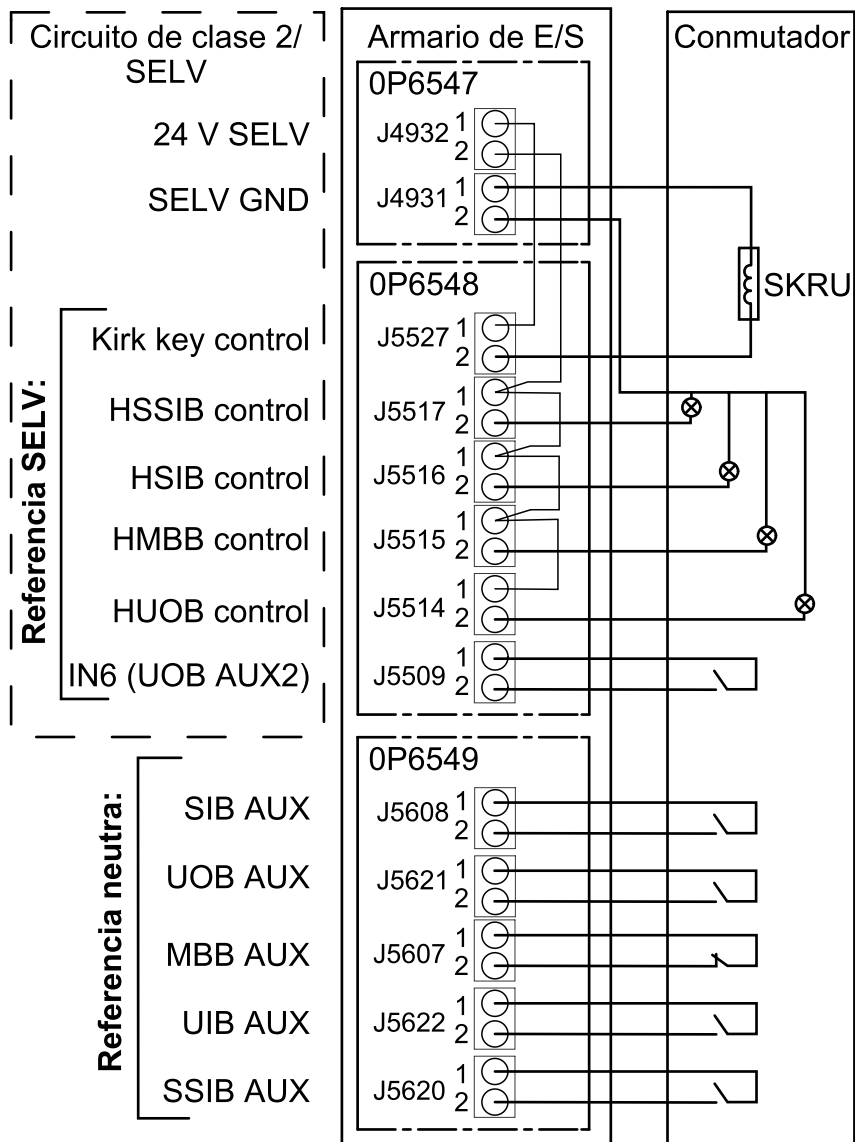 Circuito de clase 2/
SELV
Armario de E/S
Conmutador
0P6547
24 V SELV
J4932 1
2
SELV GND
J4931 1
2
SKRU
0P6548
Referencia SELV:
Kirk key control
J5527 1
2
HSSIB control
J5517 1
2
HSIB control
J5516 1
2
HMBB control
J5515 1
2
HUOB control
J5514 1
2
IN6 (UOB AUX2)
J5509 1
2
0P6549
Referencia neutra:
SIB AUX
J5608 1
2
UOB AUX
J5621 1
2
MBB AUX
J5607 1
2
UIB AUX
J5622 1
2
SSIB AUX
J5620 1
2